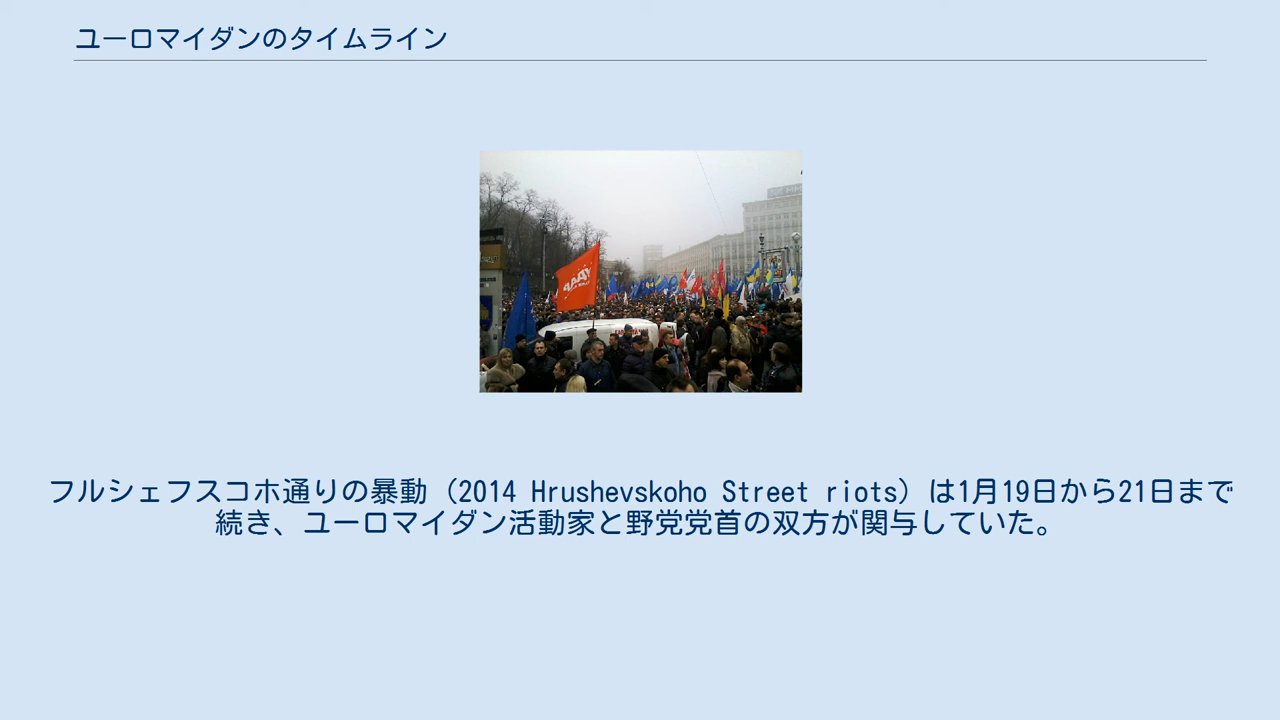 ユーロマイダンのタイムライン
УДАР
フルシェフスコホ通りの暴動（2014 Hrushevskoho Street riots）は1月19日から21日まで
続き、ユーロマイダン活動家と野党党首の双方が関与していた。